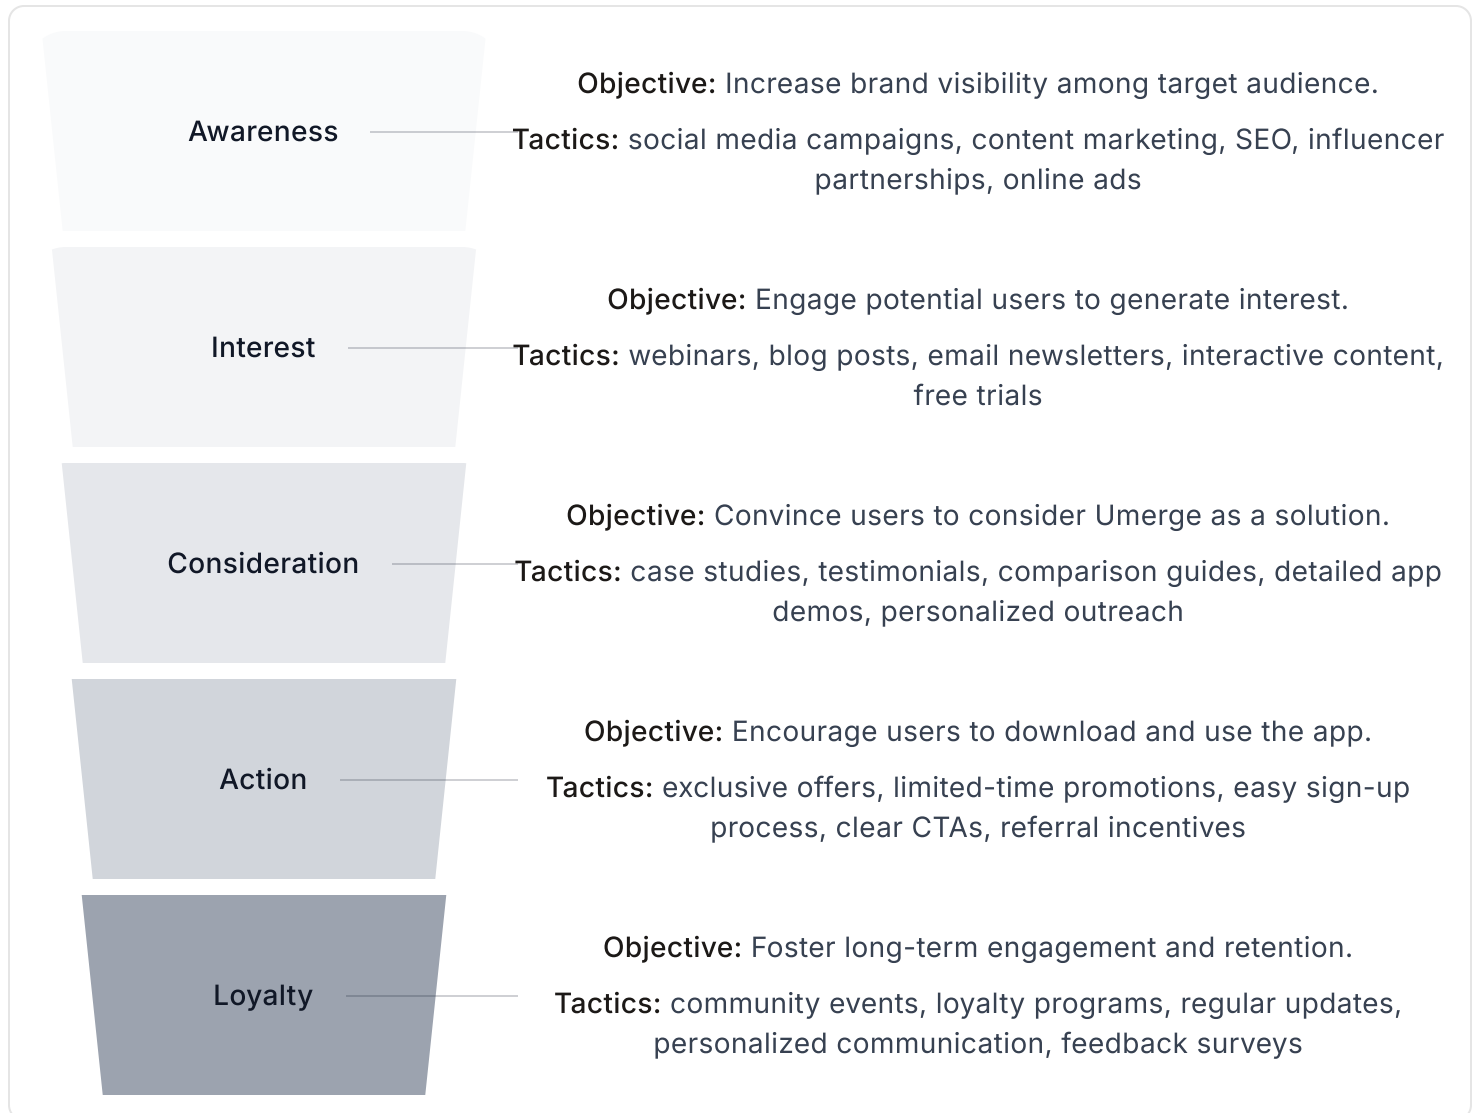 Awareness
Objective: Increase brand visibility among target audience.
Tactics: social media campaigns, content marketing, SEO, influencer
partnerships, online ads
Interest
Objective: Engage potential users to generate interest.
Tactics: webinars, blog posts, email newsletters, interactive content,
free trials
Consideration
Objective: Convince users to consider Umerge as a solution.
Tactics: case studies, testimonials, comparison guides, detailed app
demos, personalized outreach
Action
Objective: Encourage users to download and use the app.
Tactics: exclusive offers, limited-time promotions, easy sign-up
process, clear CTAs, referral incentives
Loyalty
Objective: Foster long-term engagement and retention.
Tactics: community events, loyalty programs, regular updates,
personalized communication, feedback surveys